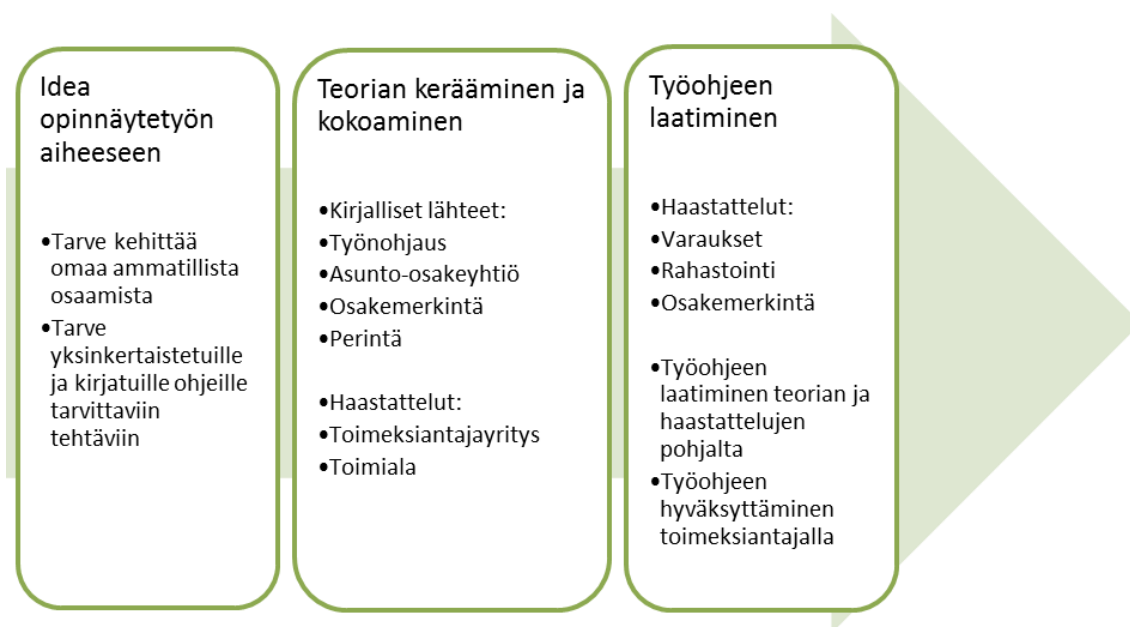 Idea
opinnäytetyön
aiheeseen
•Tarve kehittää
omaa ammatillista
osaamista
•Tarve
yksinkertaistetuille
ja kirjatuille ohjeille
tarvittaviin
tehtäviin
Teorian kerääminen ja
kokoaminen
•Kirjalliset lähteet:
•Työnohjaus
•Asunto-osakeyhtiö
•Osakemerkintä
•Perintä
•Haastattelut:
•Toimeksiantajayritys
•Toimiala
Työohjeen
laatiminen
•Haastattelut:
•Varaukset
•Rahastointi
•Osakemerkintä
•Työohjeen
laatiminen teorian ja
haastattelujen
pohjalta
•Työohjeen
hyväksyttäminen
toimeksiantajalla